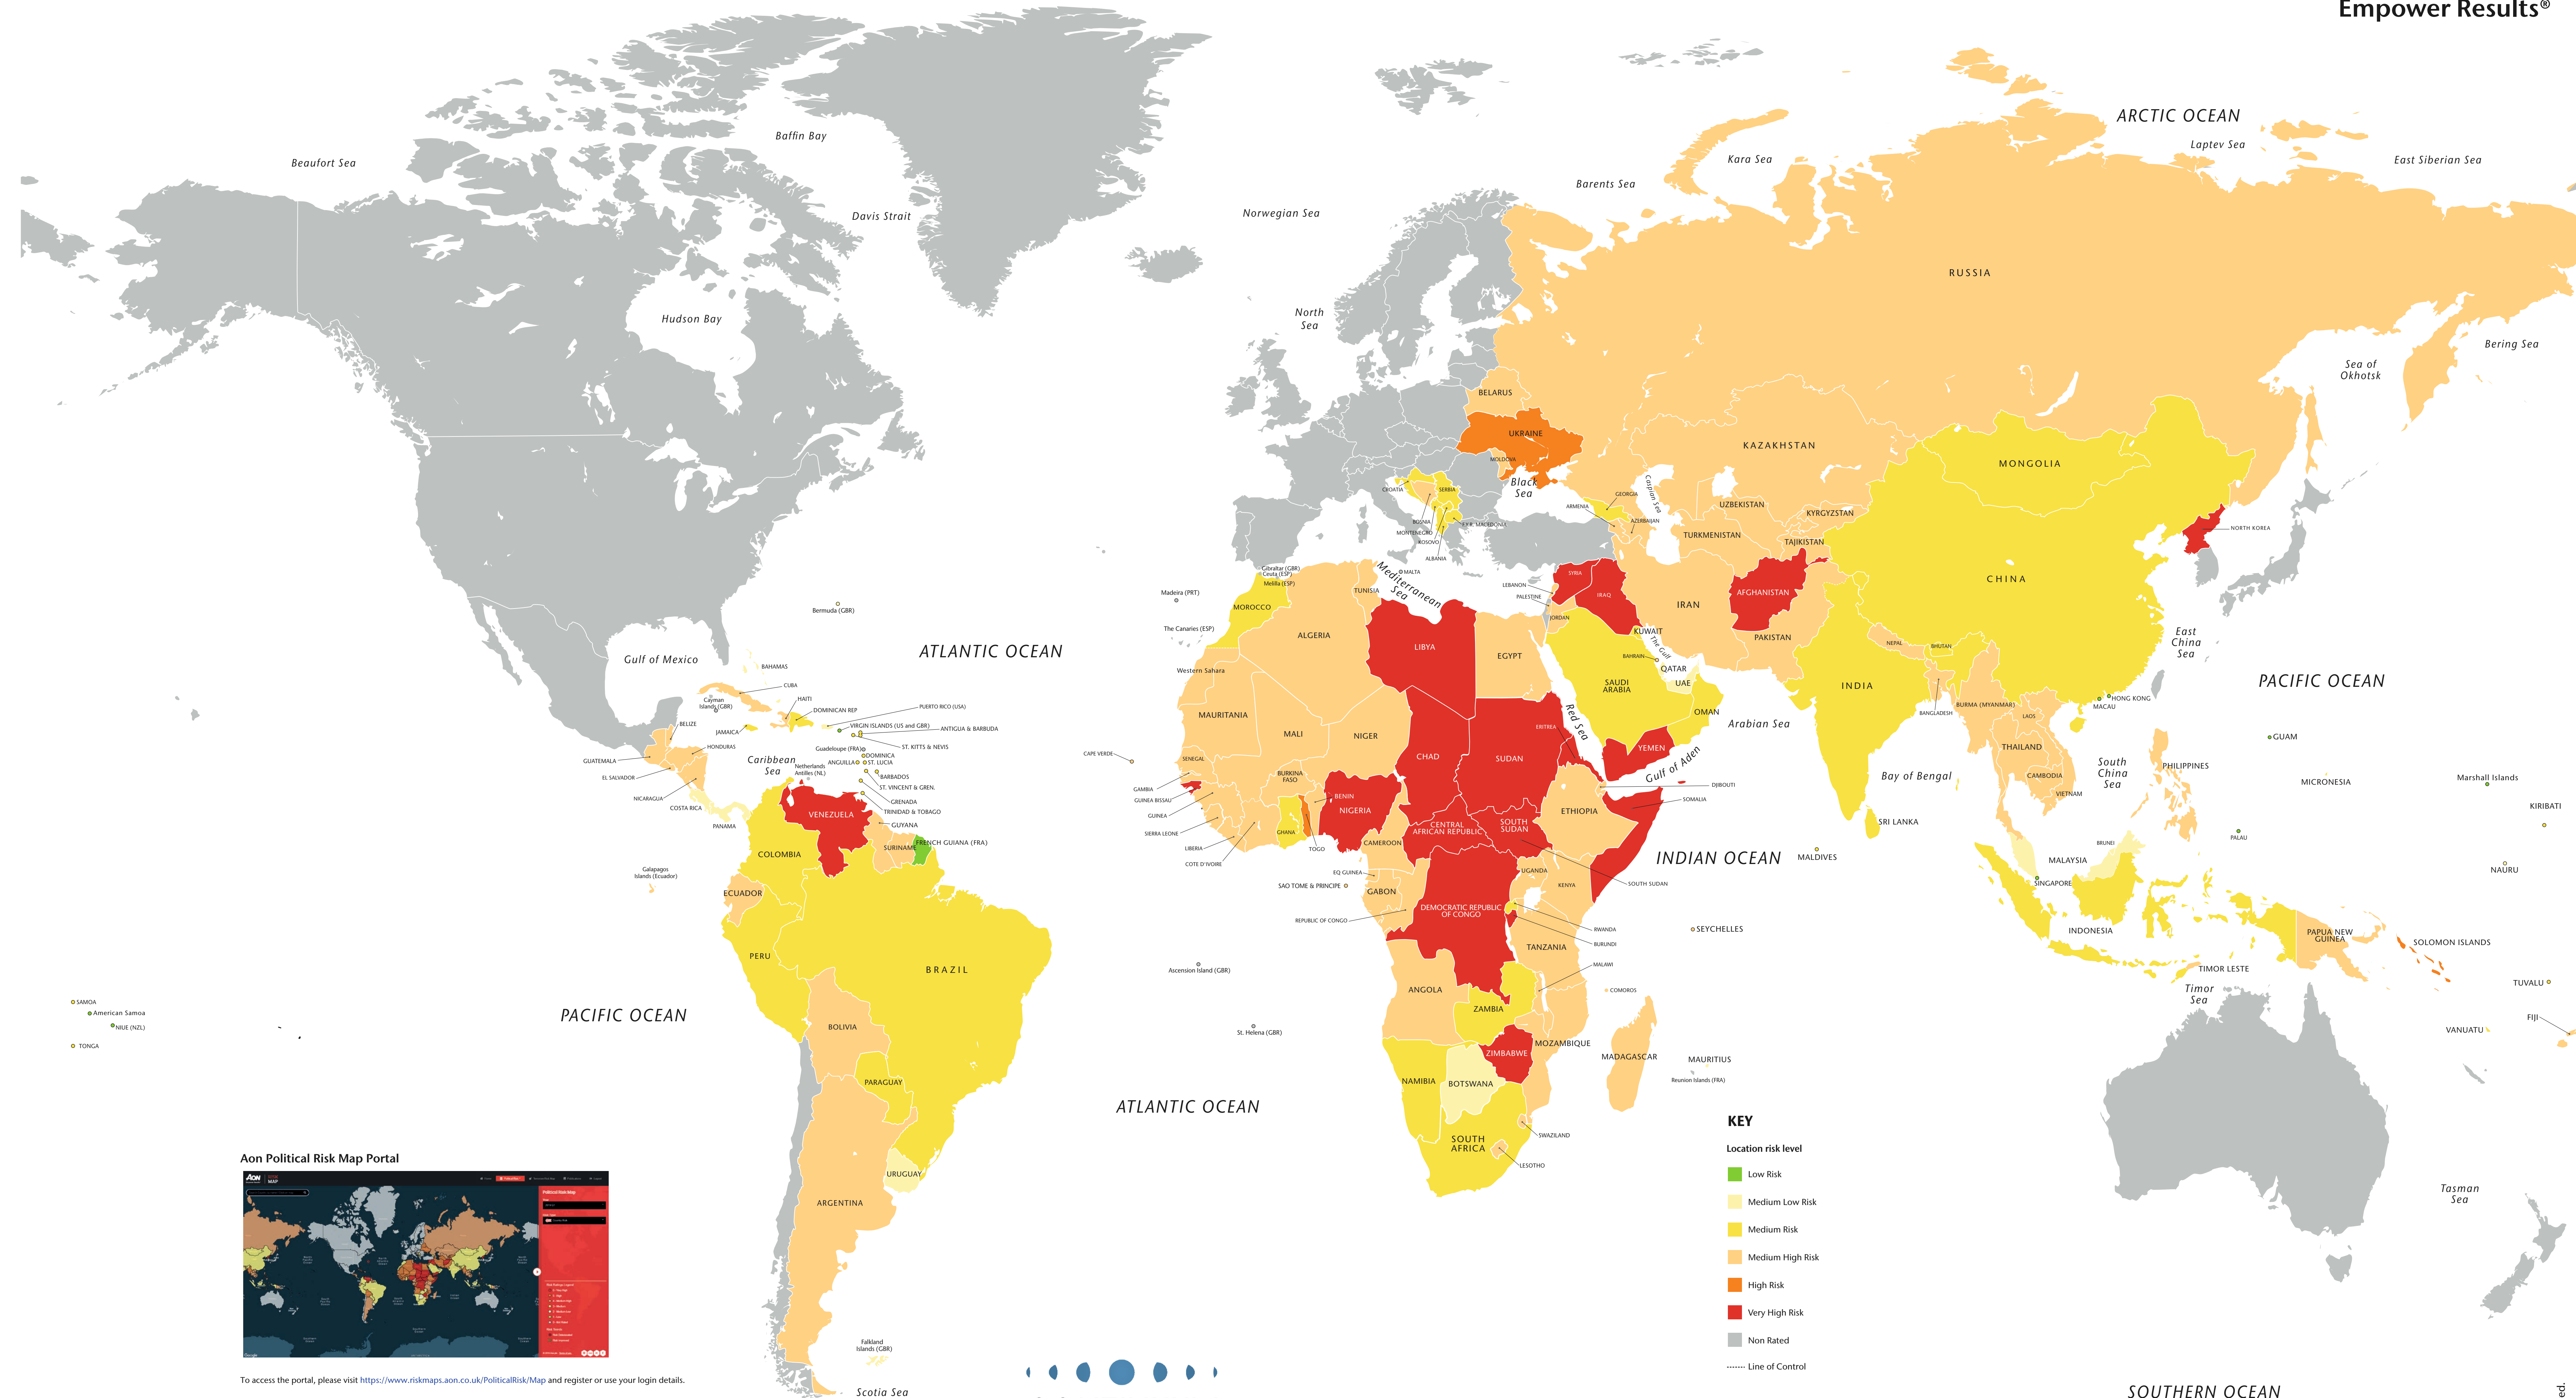 Empower Results®
ARCTIC OCEAN
Baffin Bay
Laptev Sea
Beaufort Sea
Kara Sea
East Siberian Sea
Barents Sea
Norwegian Sea
Davis Strait
RUSSIA
North
Sea
Hudson Bay
Bering Sea
Sea of
Okhotsk
BELARUS
UKRAINE
KAZAKHSTAN
MOLDOVA
MONGOLIA
Black
Sea
CROATIA
SERBIA
Caspian Sea
GEORGIA
ARMENIA
UZBEKISTAN
KYRGYZSTAN
BOSNIA
F.Y.R. MACEDONIA
AZERBAIJAN
NORTH KOREA
MONTENEGRO
TURKMENISTAN
KOSOVO
TAJIKISTAN
ALBANIA
Gibraltar (GBR)
Ceuta (ESP)
Melilla (ESP)
MALTA
Mediterranean
Sea
SYRIA
CHINA
LEBANON
TUNISIA
Madeira (PRT)
PALESTINE
IRAQ
AFGHANISTAN
IRAN
Bermuda (GBR)
MOROCCO
JORDAN
The Canaries (ESP)
ALGERIA
KUWAIT
PAKISTAN
The Gulf
NEPAL
BHUTAN
East
China
Sea
ATLANTIC OCEAN
LIBYA
EGYPT
BAHRAIN
Gulf of Mexico
BAHAMAS
Western Sahara
QATAR
UAE
PACIFIC OCEAN
CUBA
SAUDI
ARABIA
INDIA
Cayman
Islands (GBR)
HAITI
HONG KONG
MACAU
DOMINICAN REP
PUERTO RICO (USA)
MAURITANIA
OMAN
Arabian Sea
BANGLADESH
BURMA (MYANMAR)
LAOS
BELIZE
JAMAICA
VIRGIN ISLANDS (US and GBR)
ANTIGUA & BARBUDA
MALI
NIGER
Red Sea
ERITREA
GUAM
HONDURAS
Guadeloupe (FRA)
ST. KITTS & NEVIS
CAPE VERDE
SENEGAL
CHAD
SUDAN
YEMEN
THAILAND
GUATEMALA
Caribbean
Sea
DOMINICA
ANGUILLA
ST. LUCIA
Gulf of Aden
PHILIPPINES
EL SALVADOR
Netherlands
Antilles (NL)
BARBADOS
BURKINA
FASO
Bay of Bengal
CAMBODIA
South
China
Sea
MICRONESIA
Marshall Islands
ST. VINCENT & GREN.
GAMBIA
DJIBOUTI
NICARAGUA
GRENADA
GUINEA BISSAU
BENIN
SOMALIA
VIETNAM
COSTA RICA
TRINIDAD & TOBAGO
GUINEA
NIGERIA
ETHIOPIA
KIRIBATI
VENEZUELA
PANAMA
GUYANA
SIERRA LEONE
GHANA
CENTRAL
AFRICAN REPUBLIC
SOUTH
SUDAN
SRI LANKA
SURINAME
FRENCH GUIANA (FRA)
LIBERIA
TOGO
CAMEROON
PALAU
BRUNEI
COLOMBIA
COTE D'IVOIRE
INDIAN OCEAN
MALDIVES
MALAYSIA
Galapagos
Islands (Ecuador)
EQ GUINEA
UGANDA
NAURU
ECUADOR
SAO TOME & PRINCIPE
GABON
KENYA
SOUTH SUDAN
SINGAPORE
DEMOCRATIC REPUBLIC
OF CONGO
REPUBLIC OF CONGO
RWANDA
SEYCHELLES
INDONESIA
PAPUA NEW
GUINEA
SOLOMON ISLANDS
BURUNDI
TANZANIA
PERU
BRAZIL
MALAWI
Ascension Island (GBR)
TIMOR LESTE
TUVALU
ANGOLA
COMOROS
Timor
Sea
SAMOA
American Samoa
NIUE (NZL)
TONGA
PACIFIC OCEAN
ZAMBIA
FIJI
BOLIVIA
St. Helena (GBR)
VANUATU
MOZAMBIQUE
ZIMBABWE
MADAGASCAR
MAURITIUS
PARAGUAY
NAMIBIA
BOTSWANA
Reunion Islands (FRA)
ATLANTIC OCEAN
SOUTH
AFRICA
SWAZILAND
LESOTHO
URUGUAY
ARGENTINA
Tasman
Sea
KEY
Location risk level
Low Risk
Medium Low Risk
Medium Risk
Medium High Risk
High Risk
Very High Risk
Non Rated
Line of Control
Aon Political Risk Map Portal
AON
MAP
Political Risk Map
Falkland
Islands (GBR)
To access the portal, please visit https://www.riskmaps.aon.co.uk/PoliticalRisk/Map and register or use your login details.
Scotia Sea
SOUTHERN OCEAN
ed.